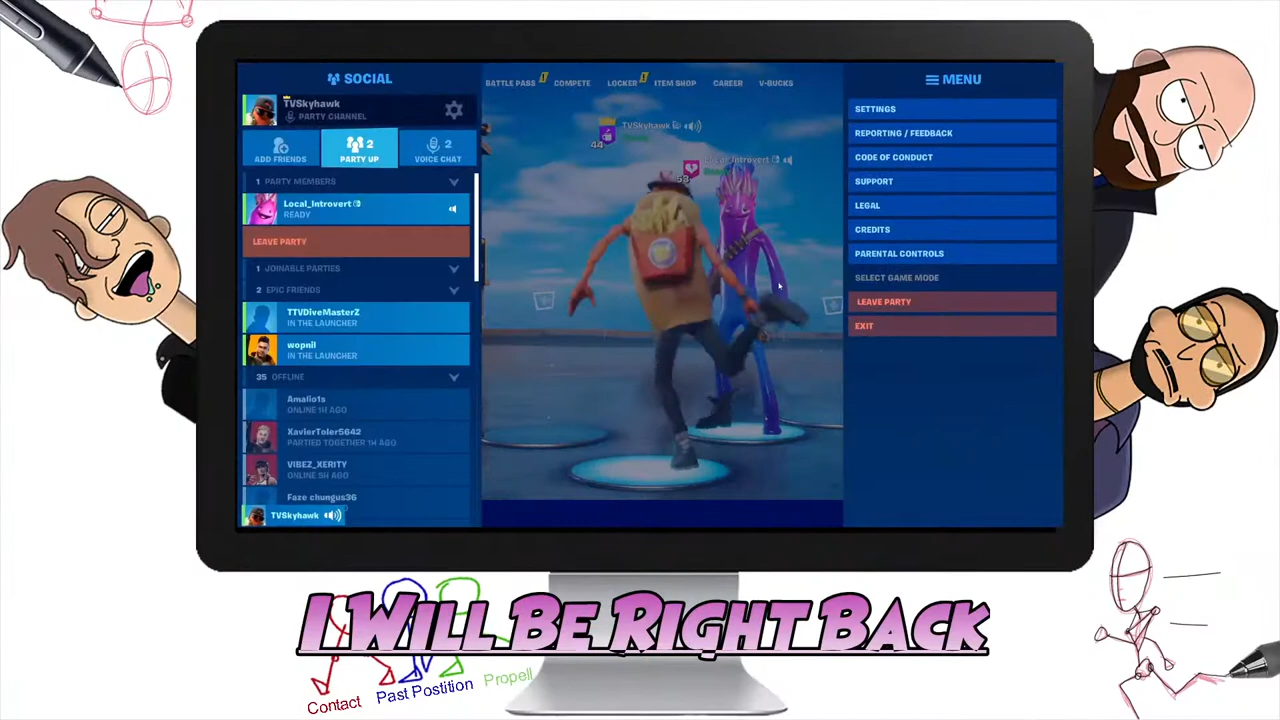 SOCIAL
TVSkyhawk
PARTY CHANNEL
ADD FRIENDS
2
PARTY UP
2
VOICE CHAT
1 PARTY MEMBERS
Local_Introvert
READY
LEAVE PARTY
1 JOINABLE PARTIES
2 EPIC FRIENDS
TTVDiveMasterZ
IN THE LAUNCHER
wopnil
IN THE LAUNCHER
35 OFFLINE
Amalio1s
ONLINE 1H AGO
XavierToler5642
PARTIED TOGETHER 1H AGO
VIBEZ_XERITY
ONLINE 5H AGO
Faze chungus36
TVSkyhawk
BATTLE PASS COMPETE LOCKER ITEM SHOP CAREER V-BUCKS
TVSkyhawk
44
Local_Introvert
53
MENU
SETTINGS
REPORTING / FEEDBACK
CODE OF CONDUCT
SUPPORT
LEGAL
CREDITS
PARENTAL CONTROLS
SELECT GAME MODE
LEAVE PARTY
EXIT
I Will Be Right Back
Contact Past Postition Propell